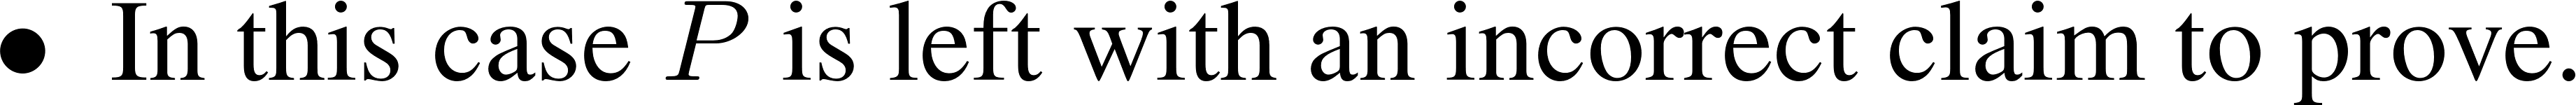 • In this case P is left with an incorrect claim to prove.